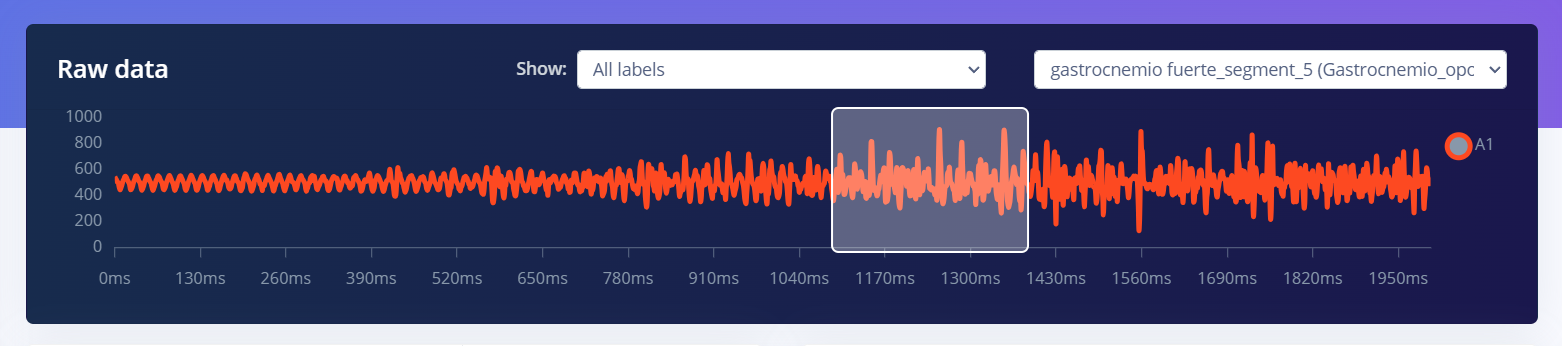 Raw data
Show:
All labels
gastrocnemio fuerte_segment_5 (Gastrocnemio_opc
1000
800
600
400
200
0
0ms 130ms 260ms 390ms 520ms 650ms 780ms 910ms 1040ms 1170ms 1300ms 1430ms 1560ms 1690ms 1820ms 1950ms
A1